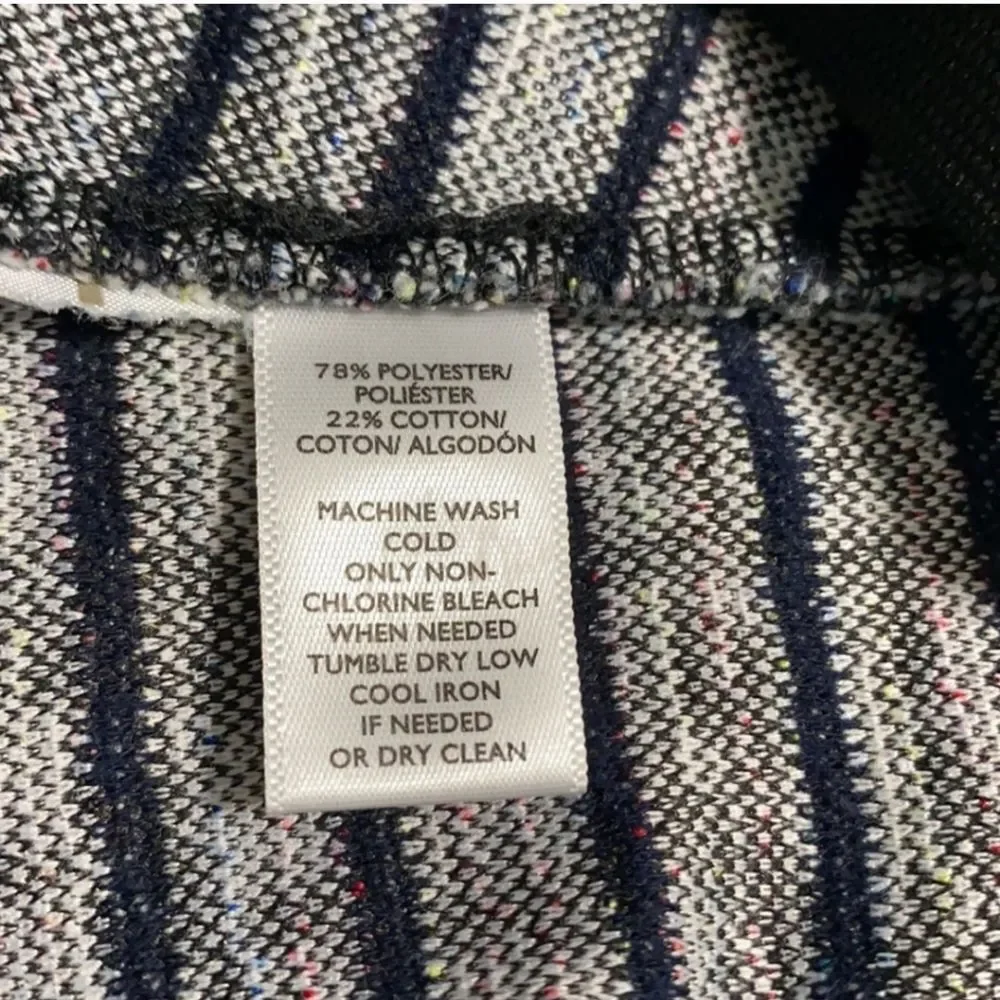 78% POLYESTER/
POLIÉSTER
22% COTTON/
COTON/ ALGODÓN
MACHINE WASH
COLD
ONLY NON-
CHLORINE BLEACH
WHEN NEEDED
TUMBLE DRY LOW
COOL IRON
IF NEEDED
OR DRY CLEAN